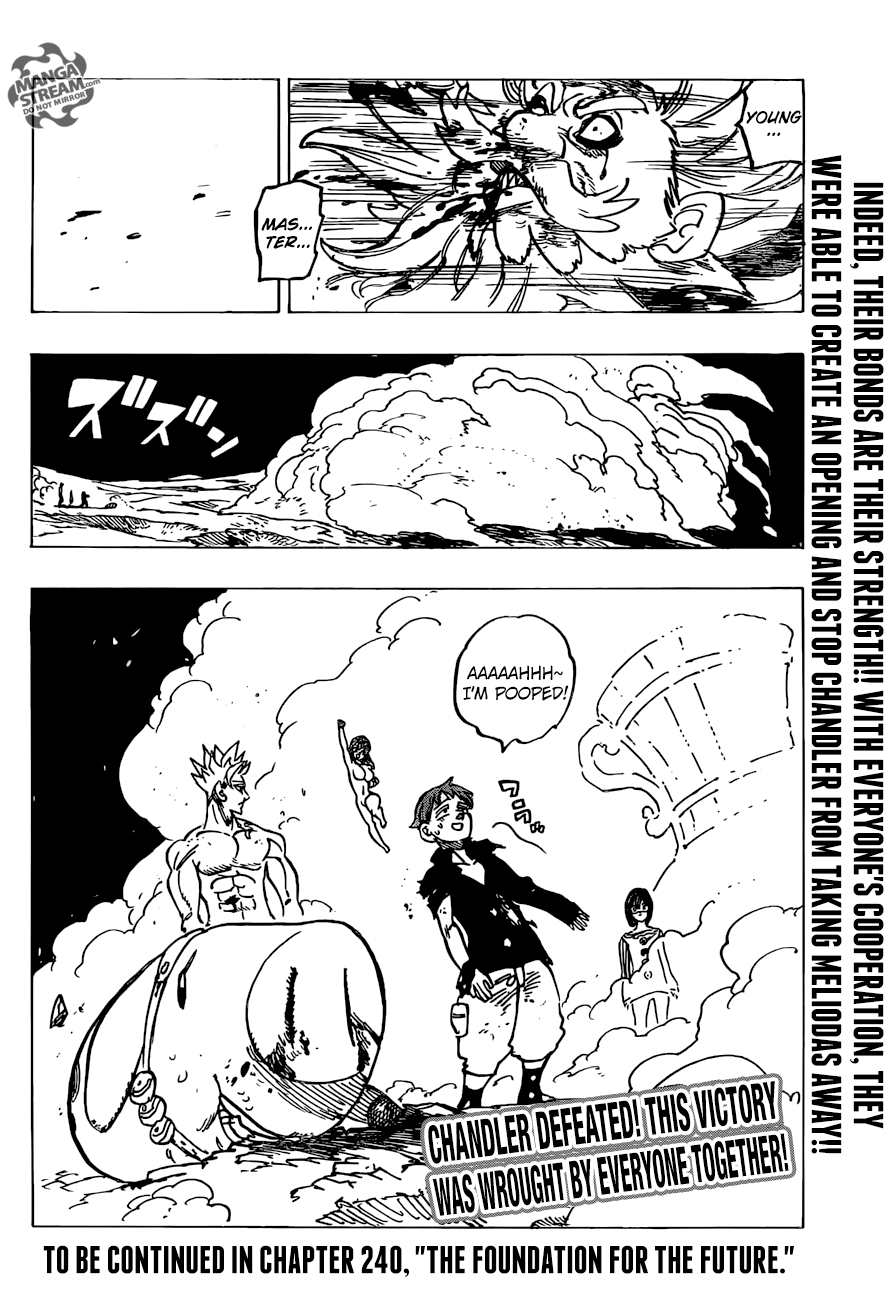 MANGA
STREAM.com
DO NOT MIRROR
YOUNG
...
MAS...
TER...
ズズズン
AAAAAHHH~
I'M POOPED!
INDEED, THEIR BONDS ARE THEIR STRENGTH!! WITH EVERYONE'S COOPERATION, THEY
WERE ABLE TO CREATE AN OPENING AND STOP CHANDLER FROM TAKING MELIODAS AWAY!!
CHANDLER DEFEATED! THIS VICTORY
WAS WROUGHT BY EVERYONE TOGETHER!
TO BE CONTINUED IN CHAPTER 240, "THE FOUNDATION FOR THE FUTURE."